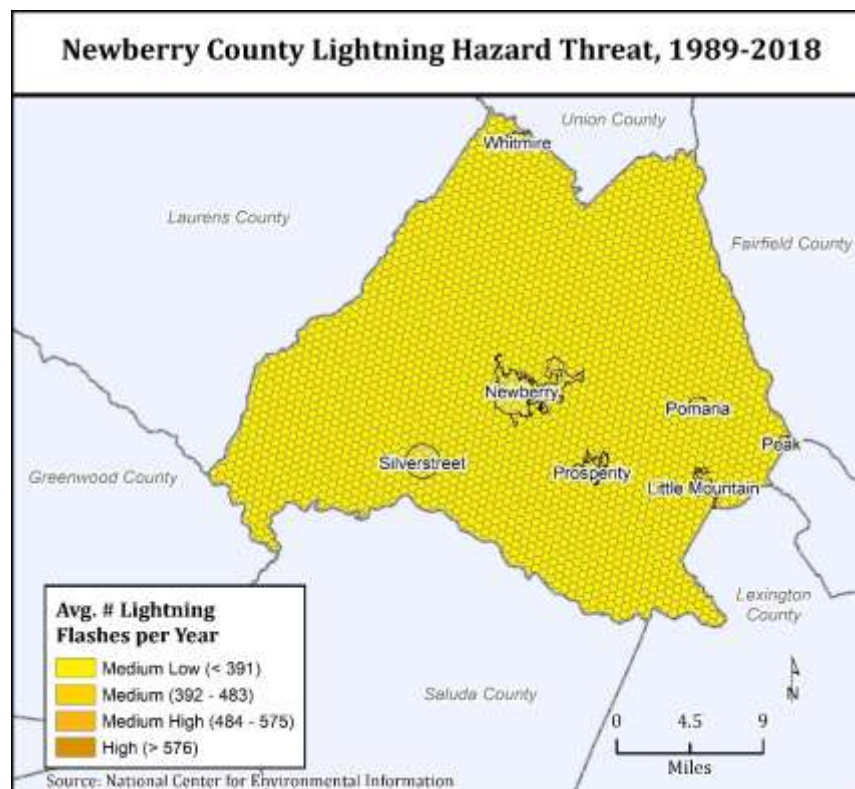 Newberry County Lightning Hazard Threat, 1989-2018
Union County
Whitmire
Laurens County
Fairfield County
Newberry
Pomaria
Peak
Silverstreet
Prosperity
Greenwood County
Little Mountain
Lexington
County
Avg. # Lightning
Flashes per Year
Medium Low (< 391)
Medium (392 - 483)
Medium High (484 - 575)
High (> 576)
Saluda County
N
0 4.5 9
Miles
Source: National Center for Environmental Information